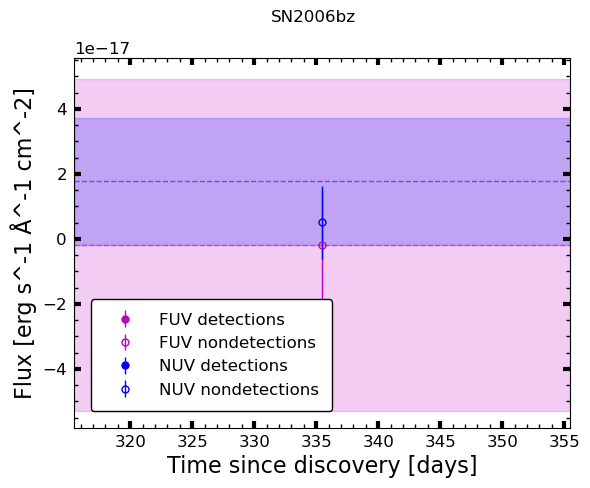 SN2006bz
1e−17
Flux [erg s^-1 Å^-1 cm^-2]
4
2
0
−2
−4
FUV detections
FUV nondetections
NUV detections
NUV nondetections
320 325 330 335 340 345 350 355
Time since discovery [days]